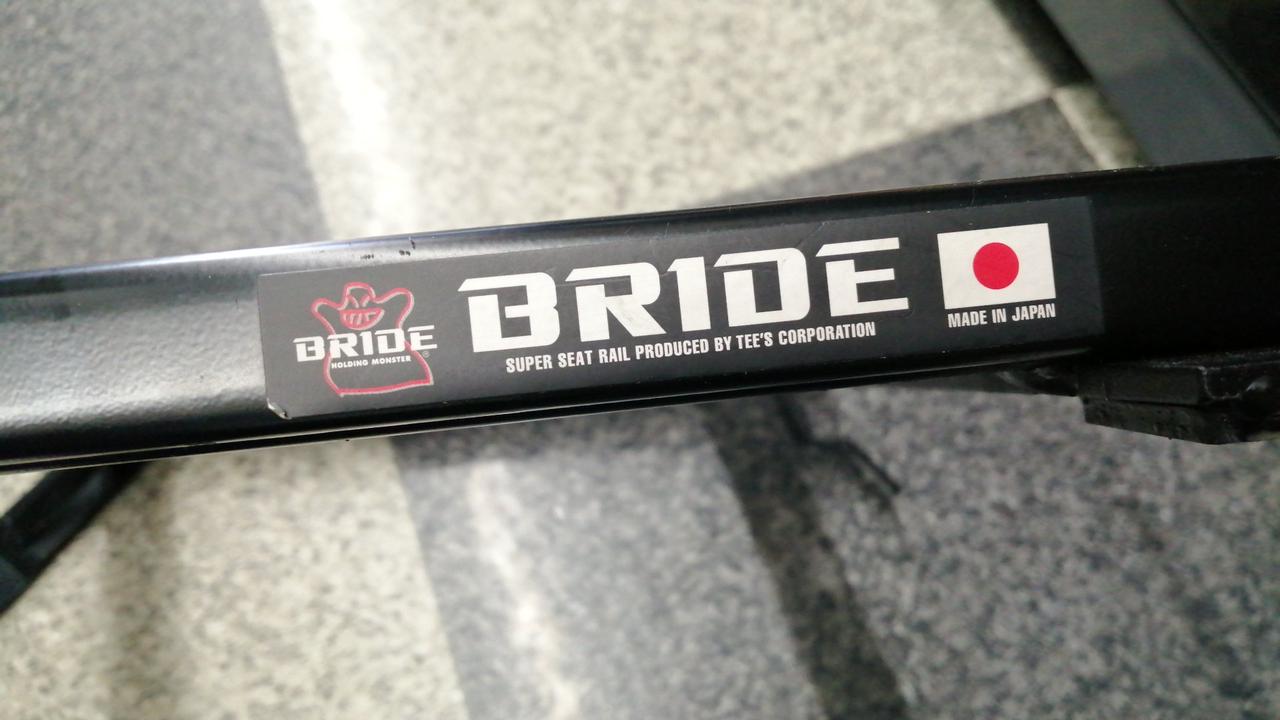 BRIDE
HOLDING MONSTER
BRIDE
SUPER SEAT RAIL PRODUCED BY TEE'S CORPORATION
MADE IN JAPAN